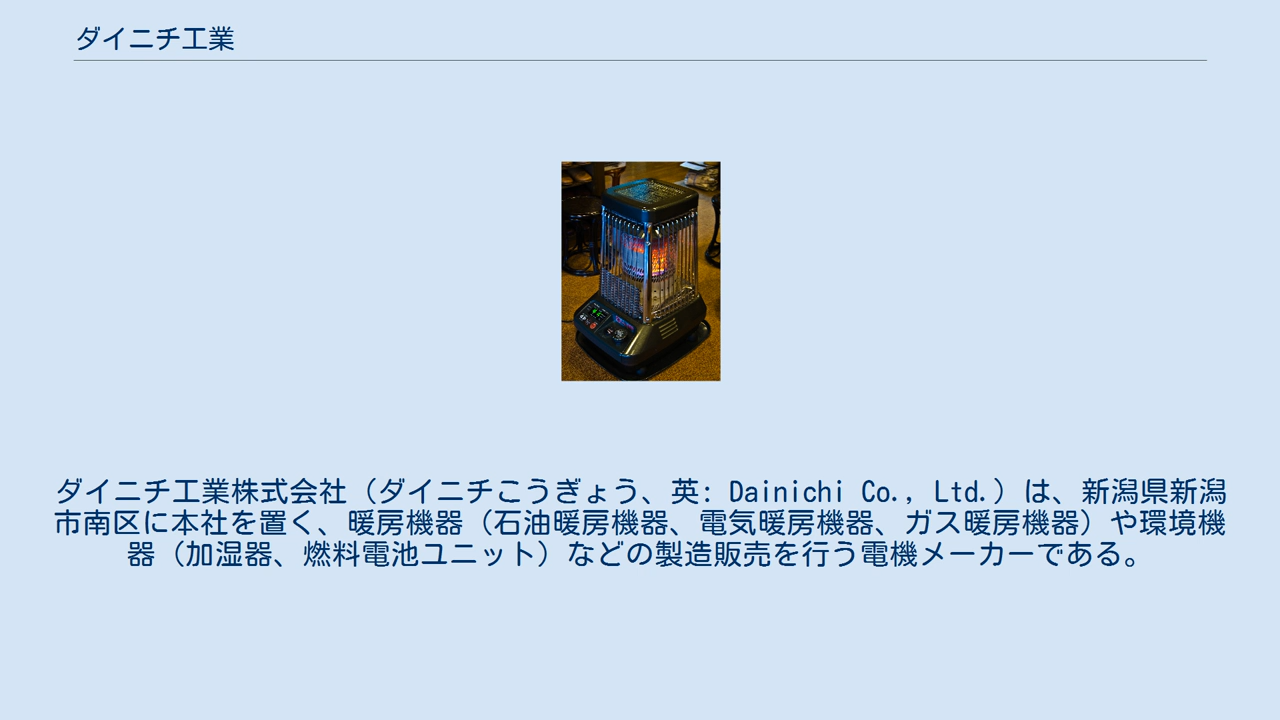 ダイニチ工業
ダイニチ工業株式会社（ダイニチこうぎょう、英: Dainichi Co., Ltd.）は、新潟県新潟
市南区に本社を置く、暖房機器（石油暖房機器、電気暖房機器、ガス暖房機器）や環境機
器（加湿器、燃料電池ユニット）などの製造販売を行う電機メーカーである。